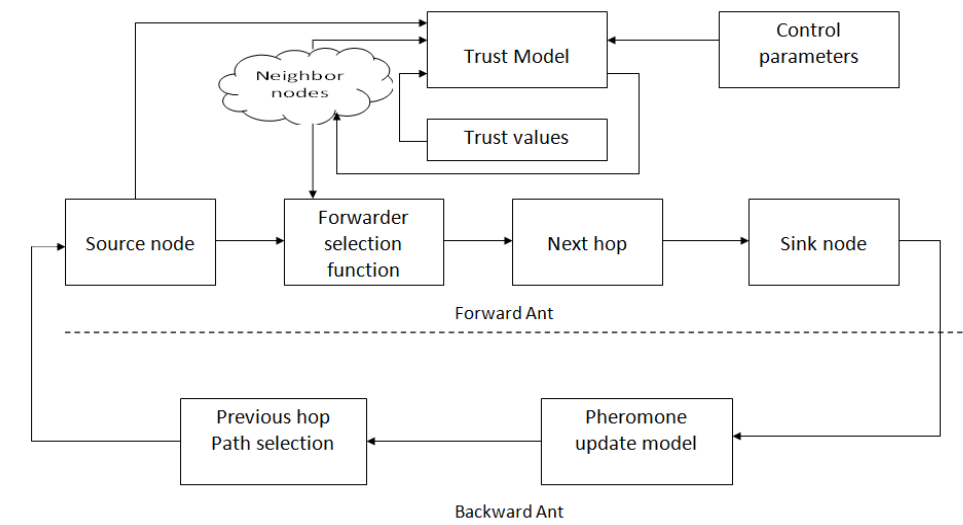 Control
parameters
Trust Model
Neighbor
nodes
Trust values
Source node
Forwarder
selection
function
Next hop
Sink node
Forward Ant
Previous hop
Path selection
Pheromone
update model
Backward Ant